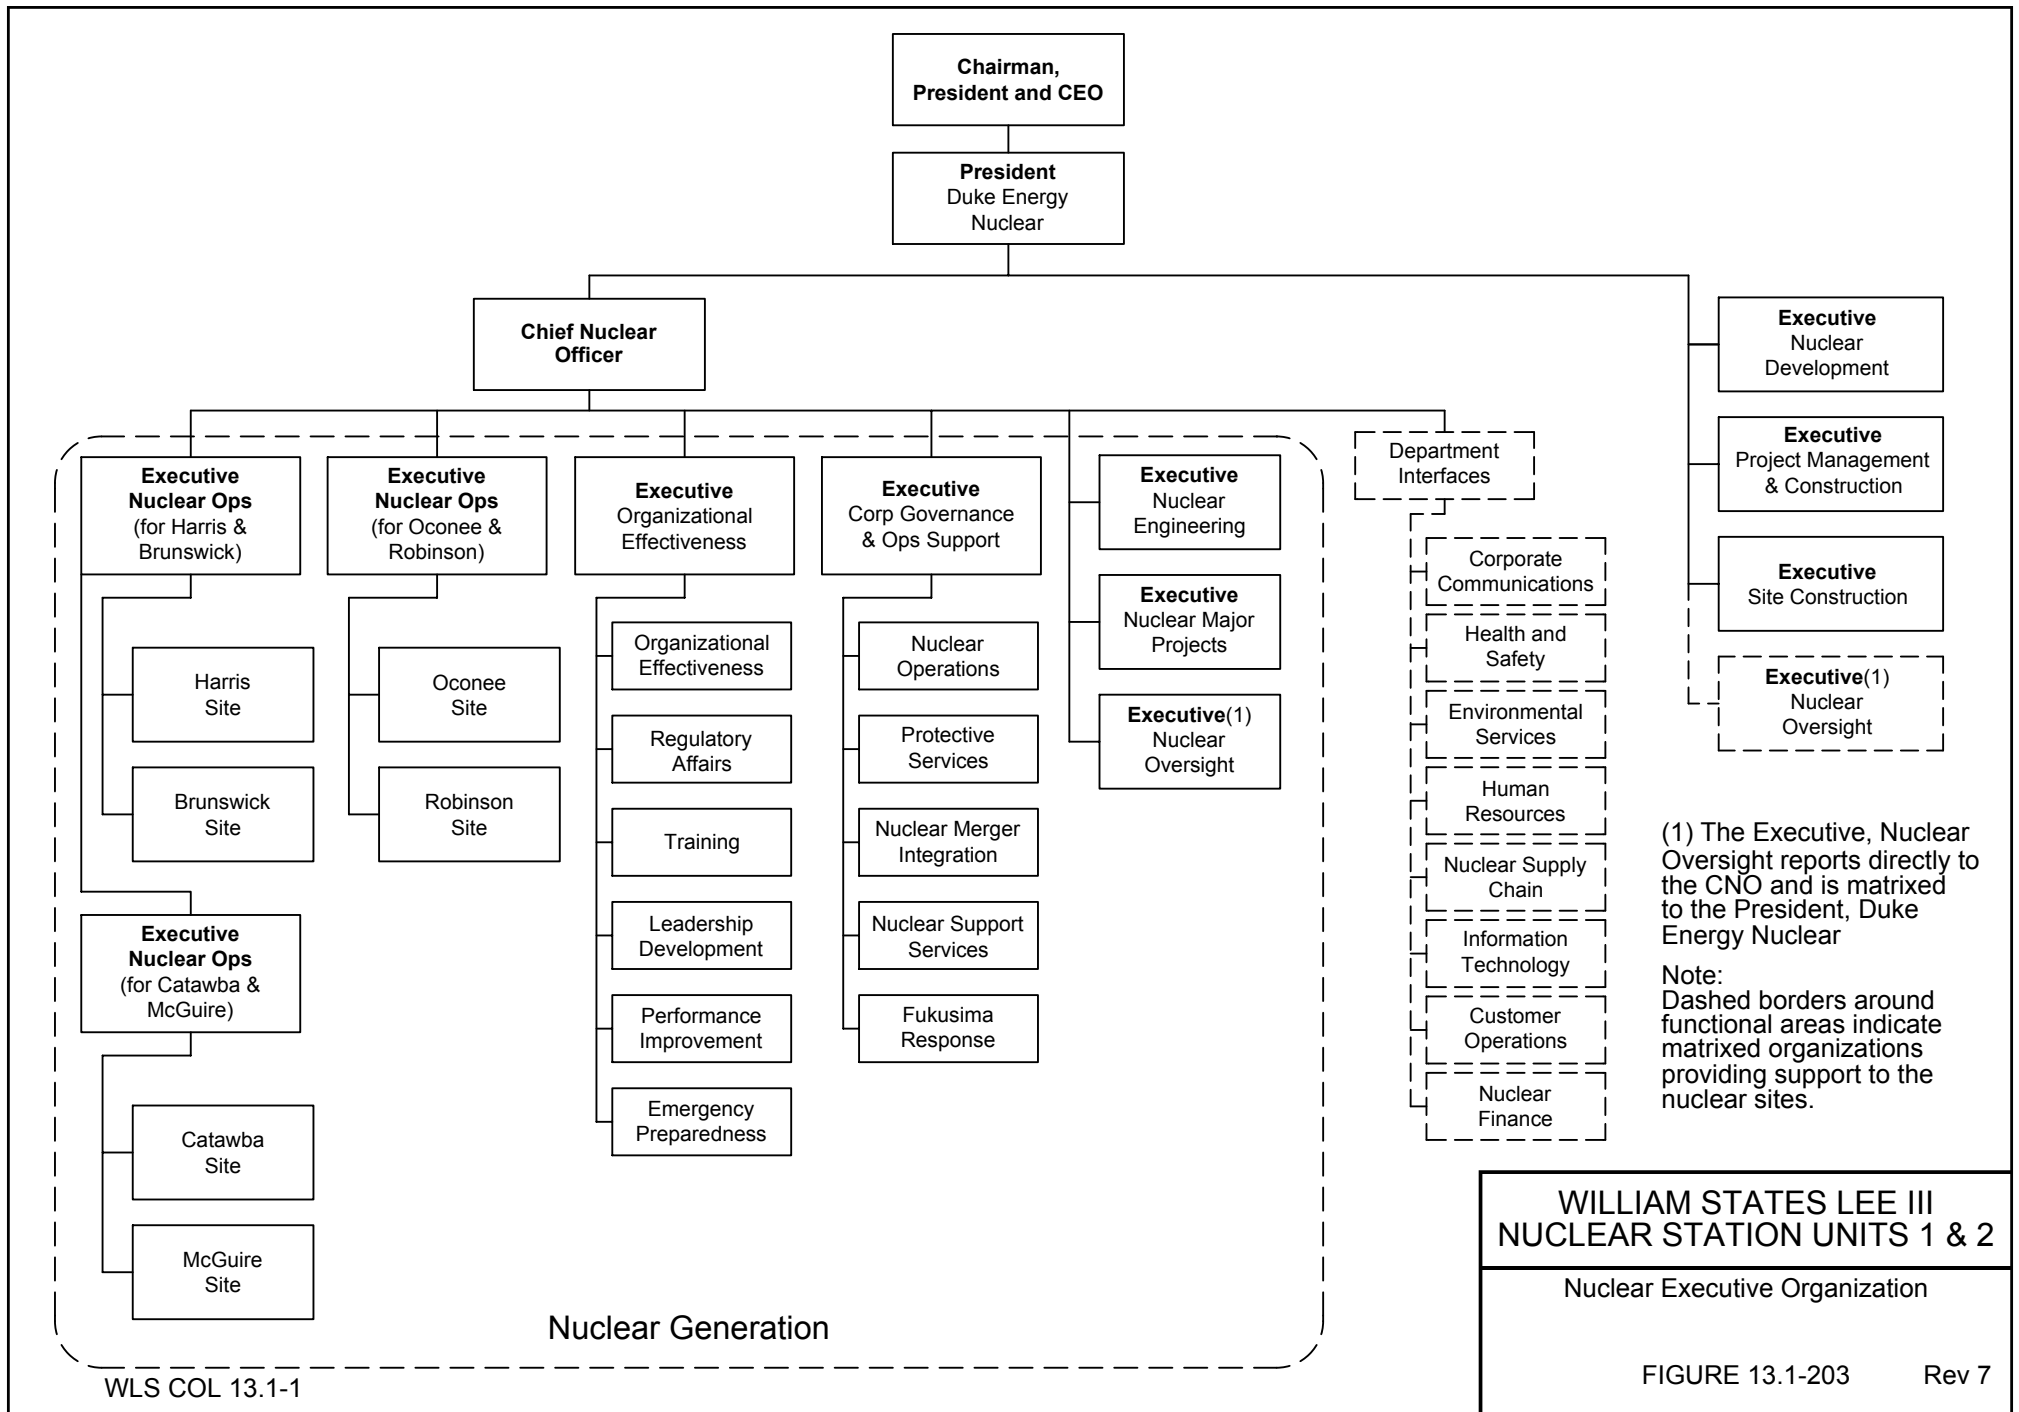 Chairman,
President and CEO
President
Duke Energy
Nuclear
Chief Nuclear
Officer
Executive
Nuclear Ops
(for Harris &
Brunswick)
Harris
Site
Brunswick
Site
Executive
Nuclear Ops
(for Catawba &
McGuire)
Catawba
Site
McGuire
Site
Executive
Nuclear Ops
(for Oconee &
Robinson)
Oconee
Site
Robinson
Site
Executive
Organizational
Effectiveness
Organizational
Effectiveness
Regulatory
Affairs
Training
Leadership
Development
Performance
Improvement
Emergency
Preparedness
Executive
Corp Governance
& Ops Support
Nuclear
Operations
Protective
Services
Nuclear Merger
Integration
Nuclear Support
Services
Fukusima
Response
Executive
Nuclear
Engineering
Executive
Nuclear Major
Projects
Executive(1)
Nuclear
Oversight
Department
Interfaces
Corporate
Communications
Health and
Safety
Environmental
Services
Human
Resources
Nuclear Supply
Chain
Information
Technology
Customer
Operations
Nuclear
Finance
Executive
Nuclear
Development
Executive
Project Management
& Construction
Executive
Site Construction
Executive(1)
Nuclear
Oversight
(1) The Executive, Nuclear
Oversight reports directly to
the CNO and is matrixed
to the President, Duke
Energy Nuclear
Note:
Dashed borders around
functional areas indicate
matrixed organizations
providing support to the
nuclear sites.
Nuclear Generation
WLS COL 13.1-1
WILLIAM STATES LEE III
NUCLEAR STATION UNITS 1 & 2
Nuclear Executive Organization
FIGURE 13.1-203 Rev 7